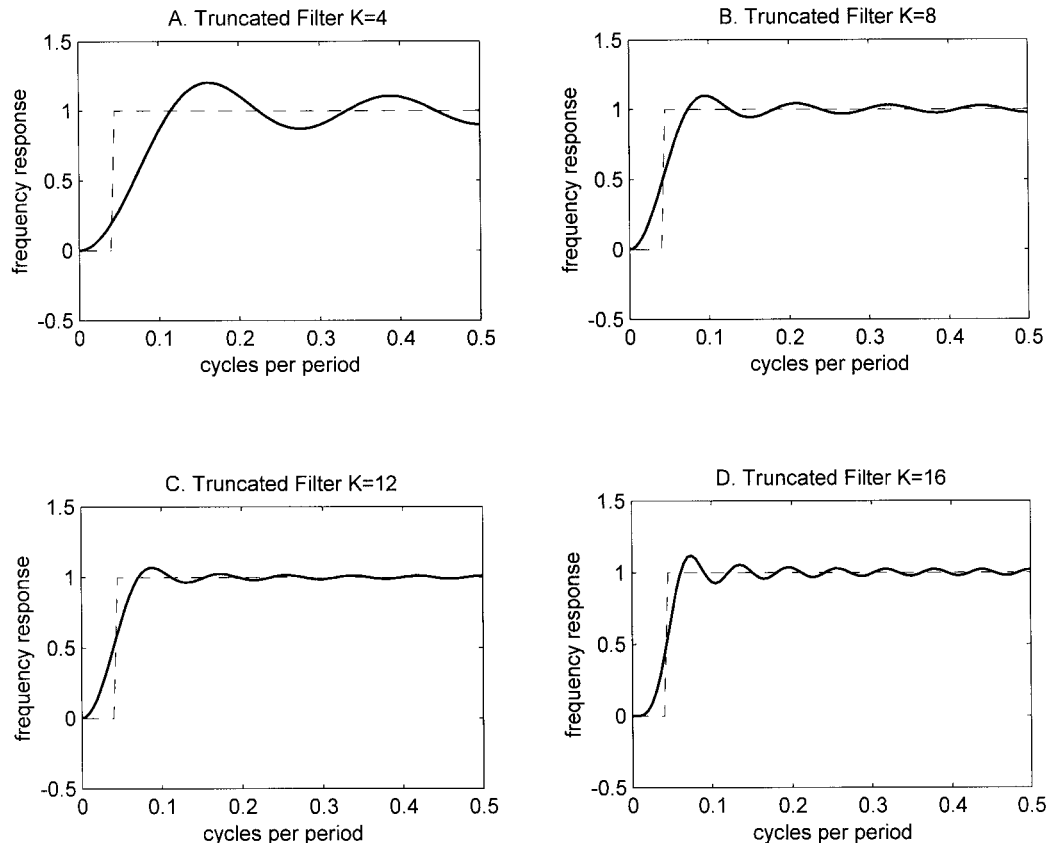 A. Truncated Filter K=4
1.5
1
0.5
0
-0.5
frequency response
0 0.1 0.2 0.3 0.4 0.5
cycles per period
B. Truncated Filter K=8
1.5
1
0.5
0
-0.5
frequency response
0 0.1 0.2 0.3 0.4 0.5
cycles per period
C. Truncated Filter K=12
1.5
1
0.5
0
-0.5
frequency response
0 0.1 0.2 0.3 0.4 0.5
cycles per period
D. Truncated Filter K=16
1.5
1
0.5
0
-0.5
frequency response
0 0.1 0.2 0.3 0.4 0.5
cycles per period